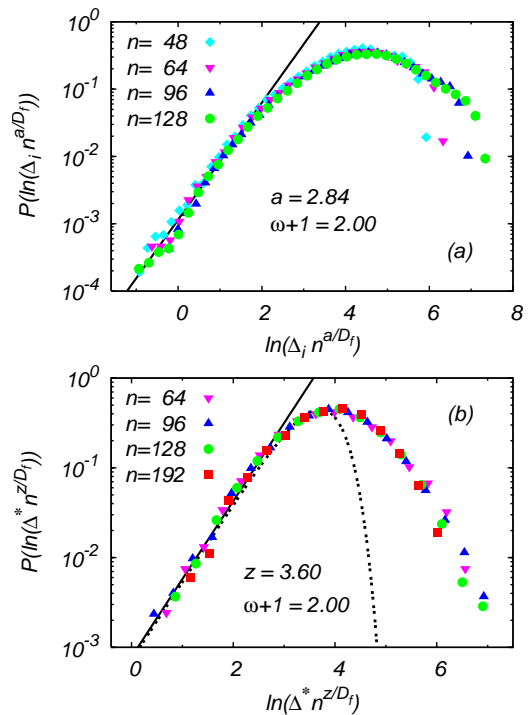 10^0
10^-1
10^-2
10^-3
10^-4
P(ln(Δ_i n^{a/D_f}))
n= 48
n= 64
n= 96
n=128
a=2.84
ω+1=2.00
(a)
0 2 4 6 8
ln(Δ_i n^{a/D_f})
10^0
10^-1
10^-2
10^-3
P(ln(Δ^* n^{z/D_f}))
n= 64
n= 96
n=128
n=192
(b)
z=3.60
ω+1=2.00
0 2 4 6
ln(Δ^* n^{z/D_f})